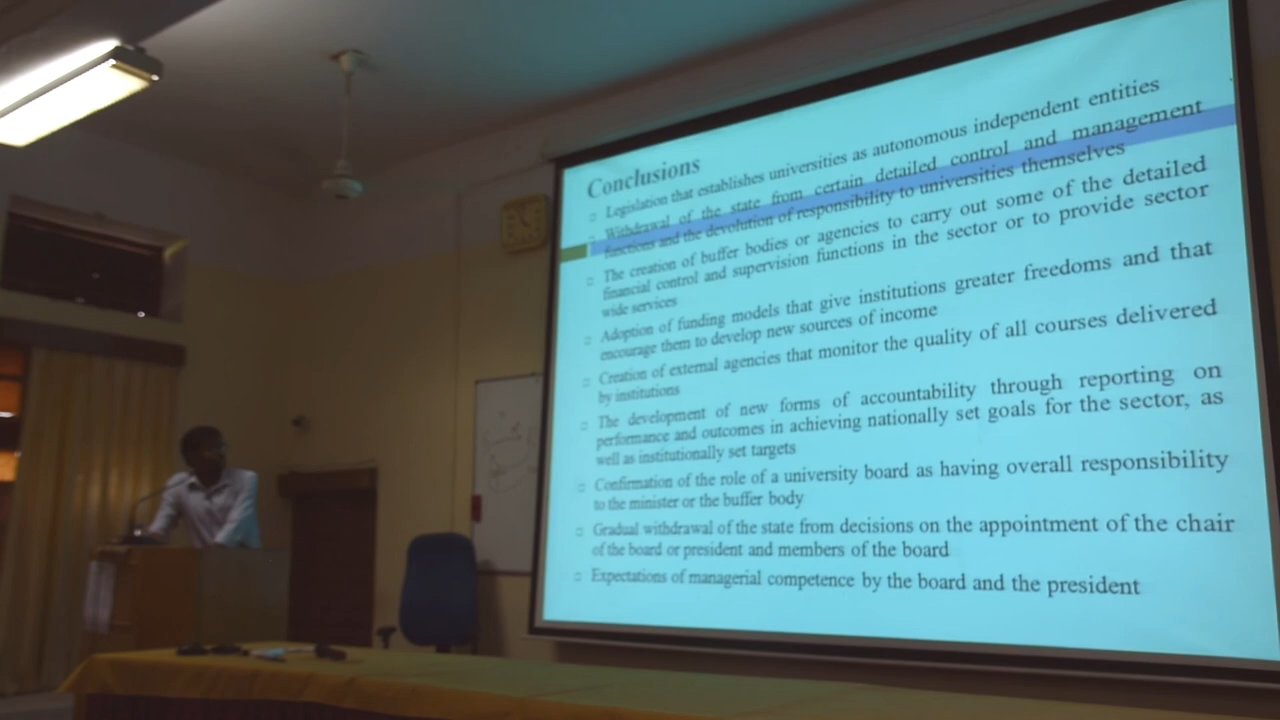 Conclusions
Legislation that establishes universities as autonomous independent entities
Withdrawal of the state from certain detailed control and management
functions and the devolution of responsibility to universities themselves
The creation of buffer bodies or agencies to carry out some of the detailed
financial control and supervision functions in the sector or to provide sector
wide services
Adoption of funding models that give institutions greater freedoms and that
encourage them to develop new sources of income
Creation of external agencies that monitor the quality of all courses delivered
by institutions
The development of new forms of accountability through reporting on
performance and outcomes in achieving nationally set goals for the sector, as
well as institutionally set targets
Confirmation of the role of a university board as having overall responsibility
to the minister or the buffer body
Gradual withdrawal of the state from decisions on the appointment of the chair
of the board or president and members of the board
Expectations of managerial competence by the board and the president